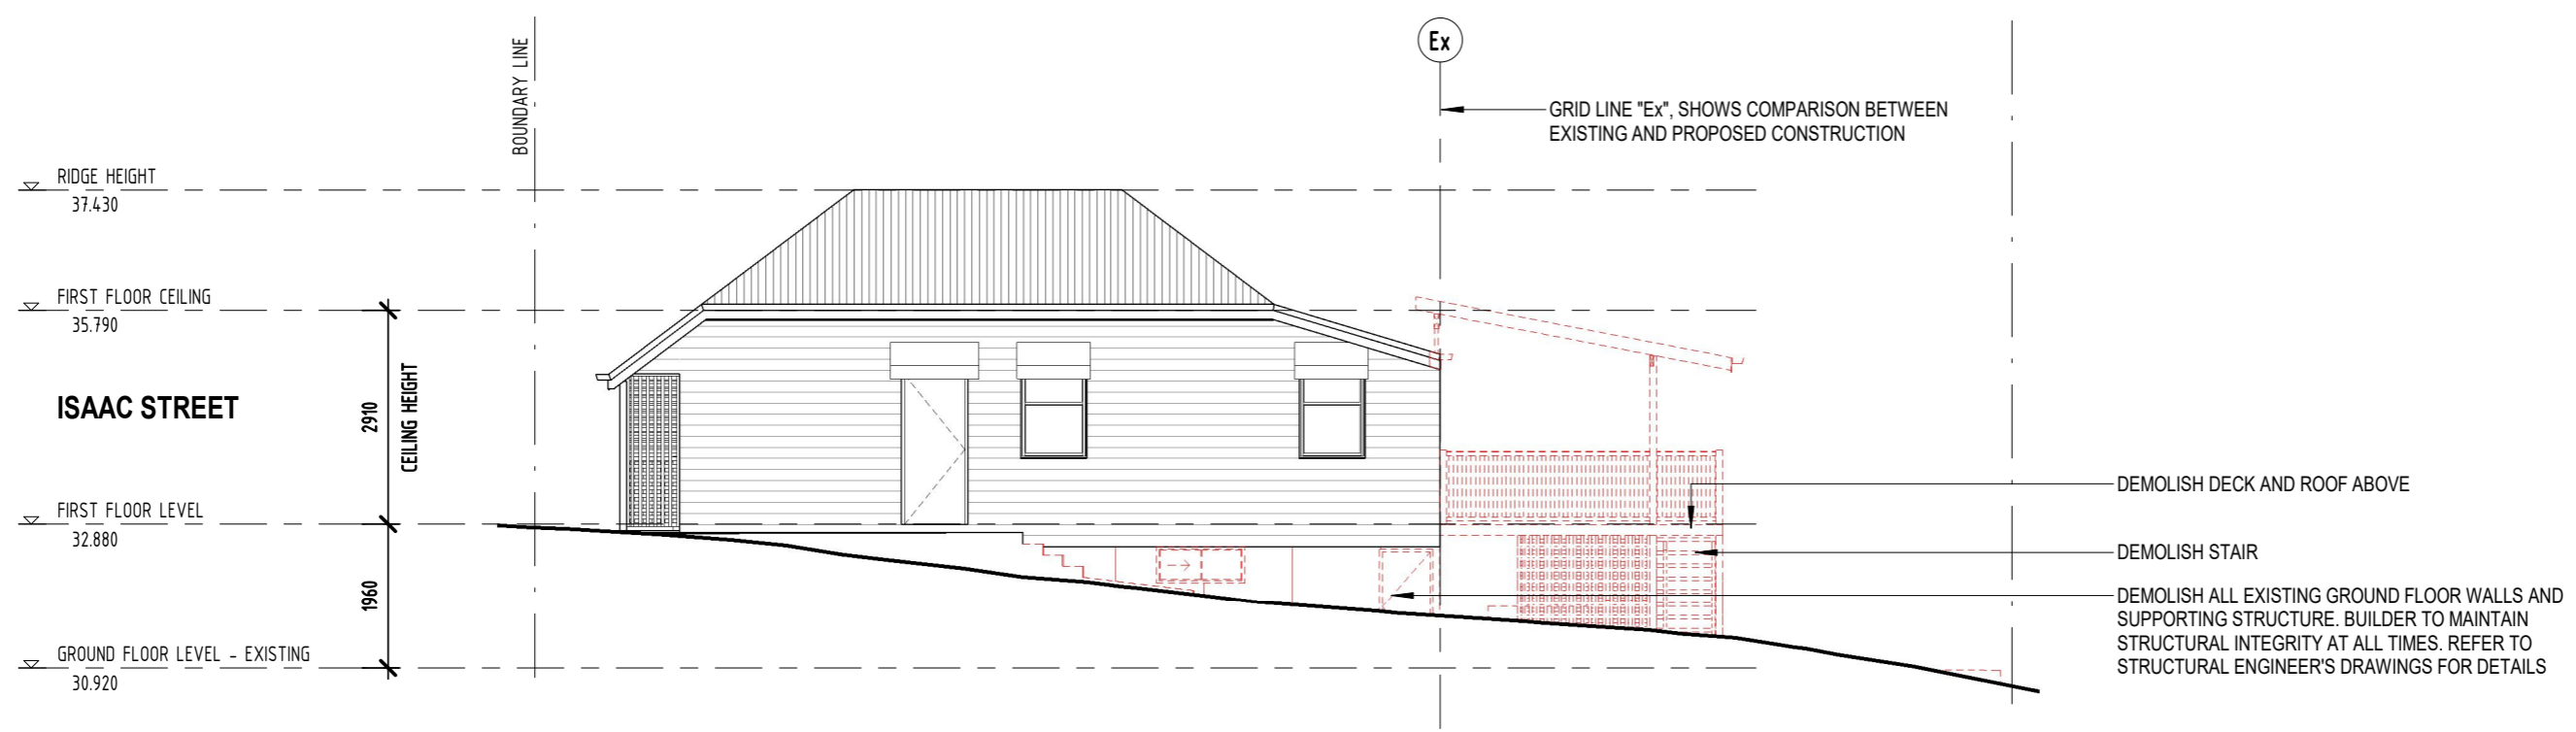 BOUNDARY LINE
Ex
GRID LINE "Ex", SHOWS COMPARISON BETWEEN
EXISTING AND PROPOSED CONSTRUCTION
RIDGE HEIGHT
37.430
FIRST FLOOR CEILING
35.790
ISAAC STREET
2910
CEILING HEIGHT
FIRST FLOOR LEVEL
32.880
1960
GROUND FLOOR LEVEL - EXISTING
30.920
DEMOLISH DECK AND ROOF ABOVE
DEMOLISH STAIR
DEMOLISH ALL EXISTING GROUND FLOOR WALLS AND
SUPPORTING STRUCTURE. BUILDER TO MAINTAIN
STRUCTURAL INTEGRITY AT ALL TIMES. REFER TO
STRUCTURAL ENGINEER'S DRAWINGS FOR DETAILS